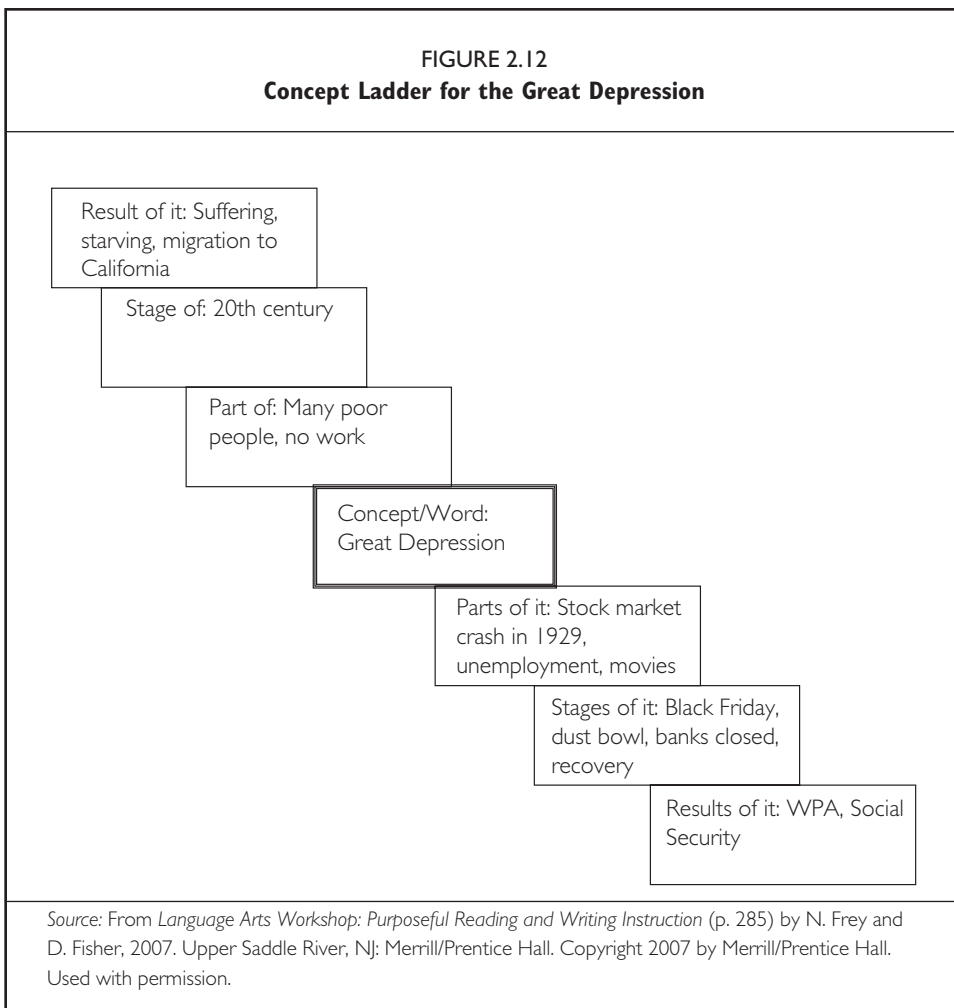 FIGURE 2.12
Concept Ladder for the Great Depression
Result of it: Suffering,
starving, migration to
California
Stage of: 20th century
Part of: Many poor
people, no work
Concept/Word:
Great Depression
Parts of it: Stock market
crash in 1929,
unemployment, movies
Stages of it: Black Friday,
dust bowl, banks closed,
recovery
Results of it: WPA, Social
Security
Source: From Language Arts Workshop: Purposeful Reading and Writing Instruction (p. 285) by N. Frey and
D. Fisher, 2007. Upper Saddle River, NJ: Merrill/Prentice Hall. Copyright 2007 by Merrill/Prentice Hall.
Used with permission.